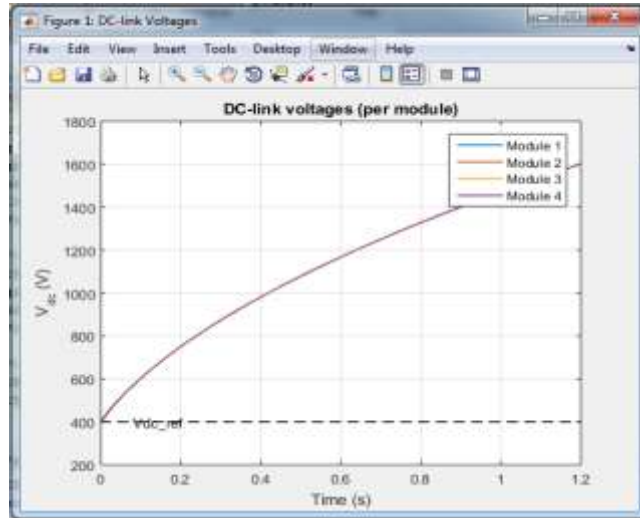 Figure 1: DC-link Voltages
File Edit View Insert Tools Desktop Window Help
DC-link voltages (per module)
1800
1600
1400
1200
1000
800
600
400
200
V_dc (V)
Module 1
Module 2
Module 3
Module 4
Vdc_ref
0 0.2 0.4 0.6 0.8 1 1.2
Time (s)